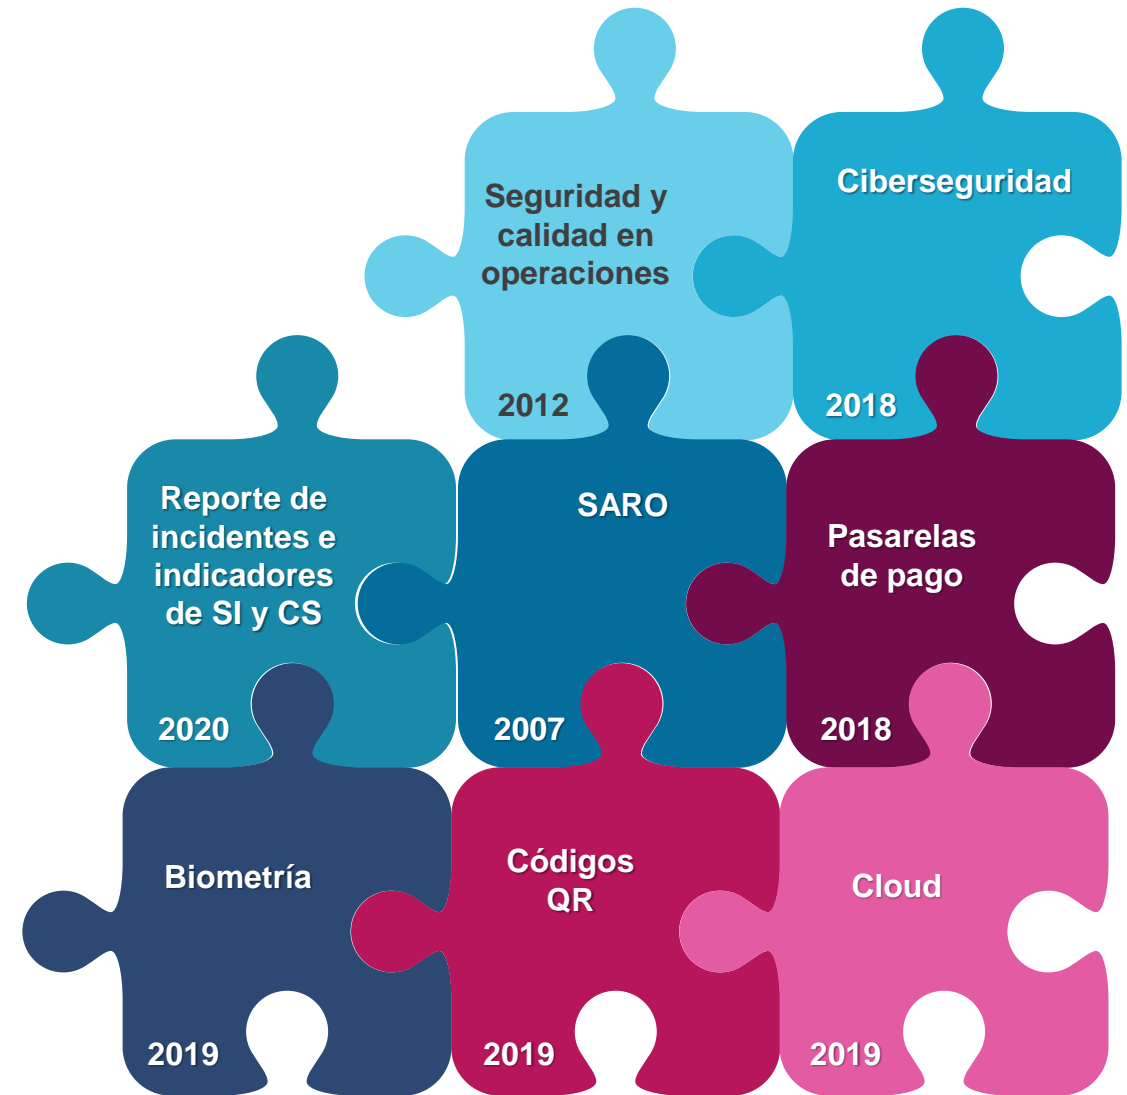 Seguridad y
calidad en
operaciones
2012
Ciberseguridad
2018
Reporte de
incidentes e
indicadores
de SI y CS
2020
SARO
2007
Pasarelas
de pago
2018
Biometría
2019
Códigos
QR
2019
Cloud
2019